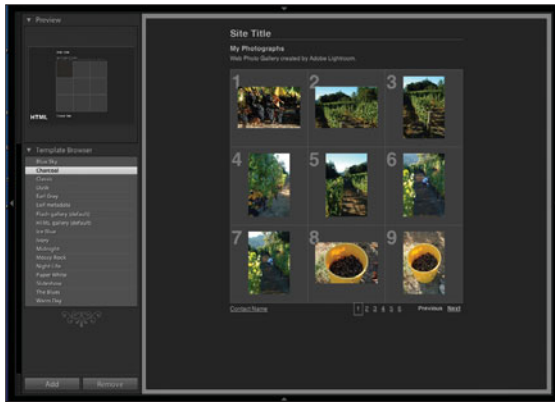 Preview
HTML
Template Browser
Blue Sky
Charcoal
Classic
Dusk
Earl Grey
Exif metadata
Flash gallery (default)
HTML gallery (default)
Ice Blue
Ivory
Midnight
Mossy Rock
Night Life
Paper White
Slideshow
The Blues
Warm Day
Add
Remove
Site Title
My Photographs
Web Photo Gallery created by Adobe Lightroom.
1
2
3
4
5
6
7
8
9
Contact Name
1 2 3 4 5 6
Previous Next